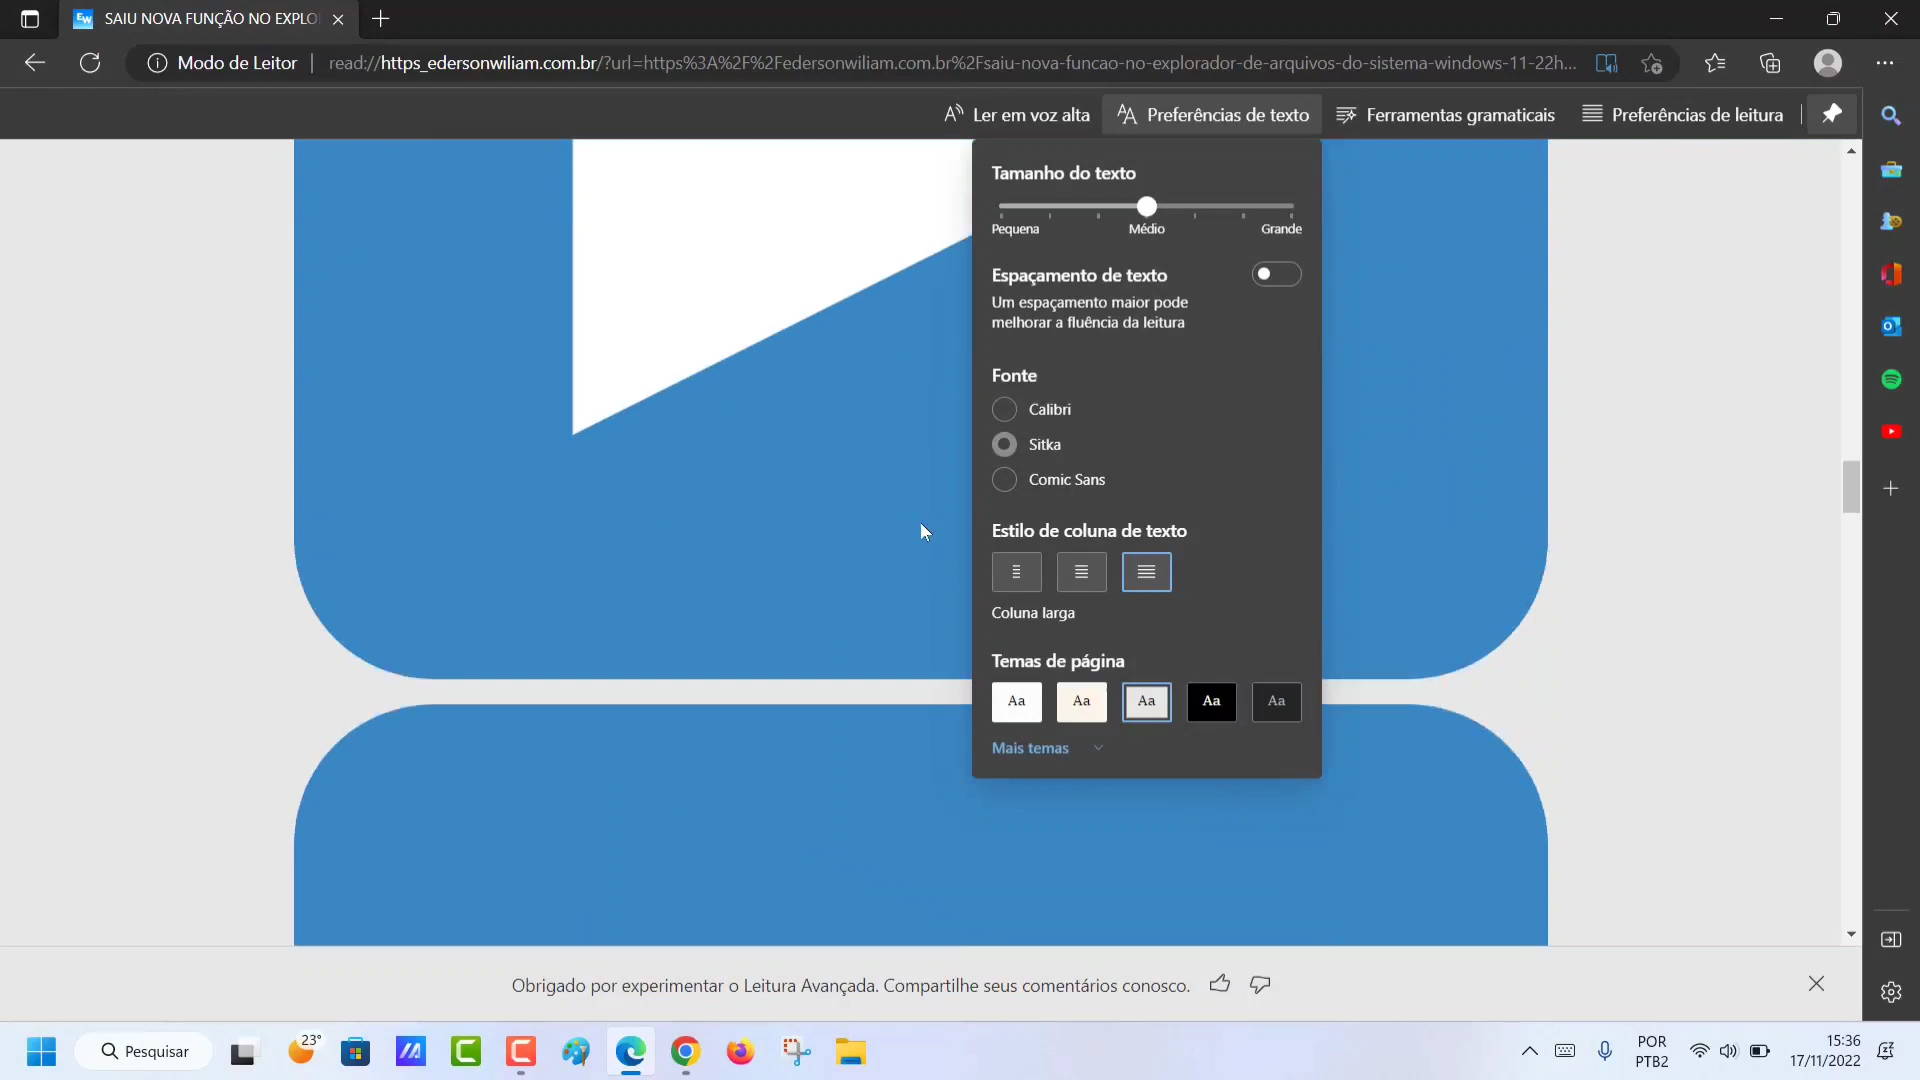 SAIU NOVA FUNÇÃO NO EXPLO
Modo de Leitor
read://https_edersonwiliam.com.br/?url=https%3A%2F%2Federsonwiliam.com.br%2Fsaiu-nova-funcao-no-explorador-de-arquivos-do-sistema-windows-11-22h...
Ler em voz alta
Preferências de texto
Ferramentas gramaticais
Preferências de leitura
Tamanho do texto
Pequena Médio Grande
Espaçamento de texto
Um espaçamento maior pode
melhorar a fluência da leitura
Fonte
Calibri
Sitka
Comic Sans
Estilo de coluna de texto
Coluna larga
Temas de página
Aa Aa Aa Aa Aa
Mais temas
Obrigado por experimentar o Leitura Avançada. Compartilhe seus comentários conosco.
Pesquisar
23°
POR
PTB2
15:36
17/11/2022